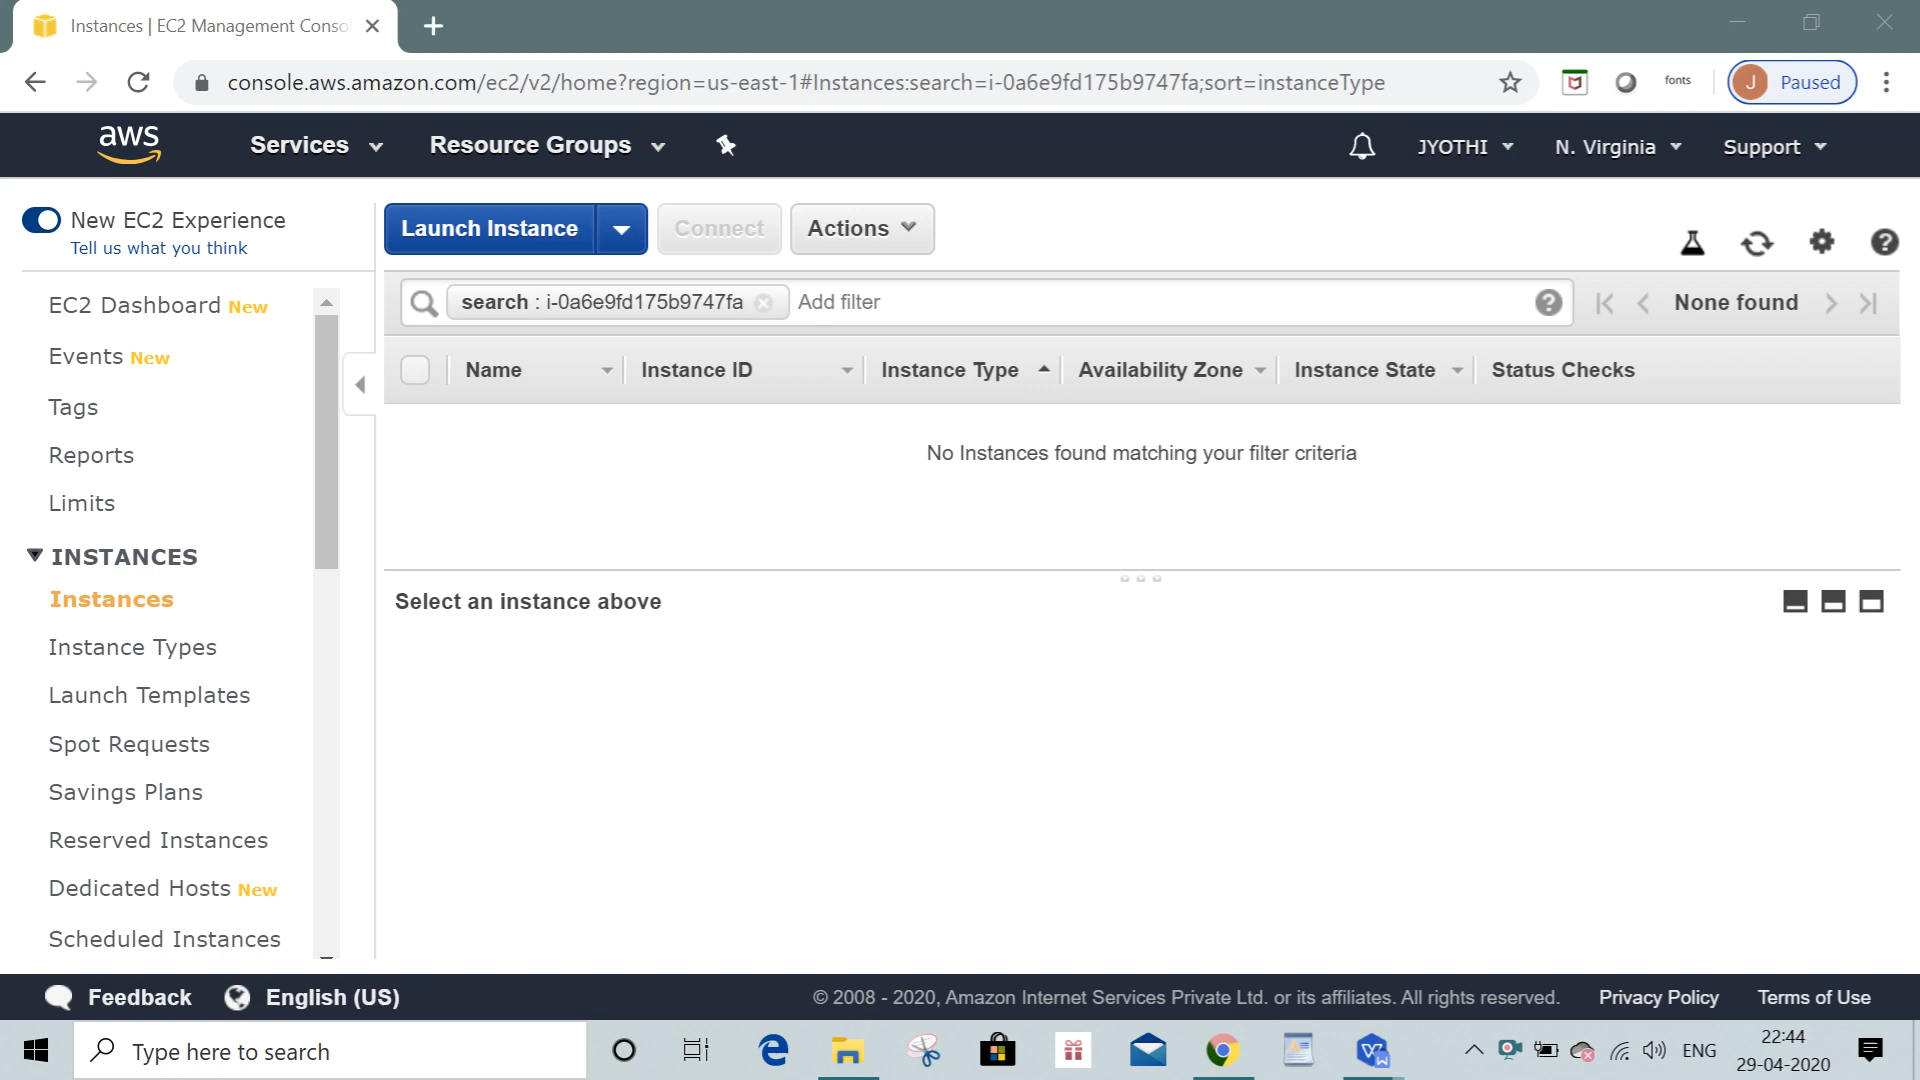 Instances | EC2 Management Conso
console.aws.amazon.com/ec2/v2/home?region=us-east-1#Instances:search=i-0a6e9fd175b9747fa;sort=instanceType
fonts
J Paused
aws
Services
Resource Groups
JYOTHI
N. Virginia
Support
New EC2 Experience
Tell us what you think
Launch Instance
Connect
Actions
search : i-0a6e9fd175b9747fa
Add filter
None found
Name
Instance ID
Instance Type
Availability Zone
Instance State
Status Checks
No Instances found matching your filter criteria
Select an instance above
EC2 Dashboard New
Events New
Tags
Reports
Limits
INSTANCES
Instances
Instance Types
Launch Templates
Spot Requests
Savings Plans
Reserved Instances
Dedicated Hosts New
Scheduled Instances
Feedback
English (US)
© 2008 - 2020, Amazon Internet Services Private Ltd. or its affiliates. All rights reserved.
Privacy Policy
Terms of Use
Type here to search
ENG
22:44
29-04-2020